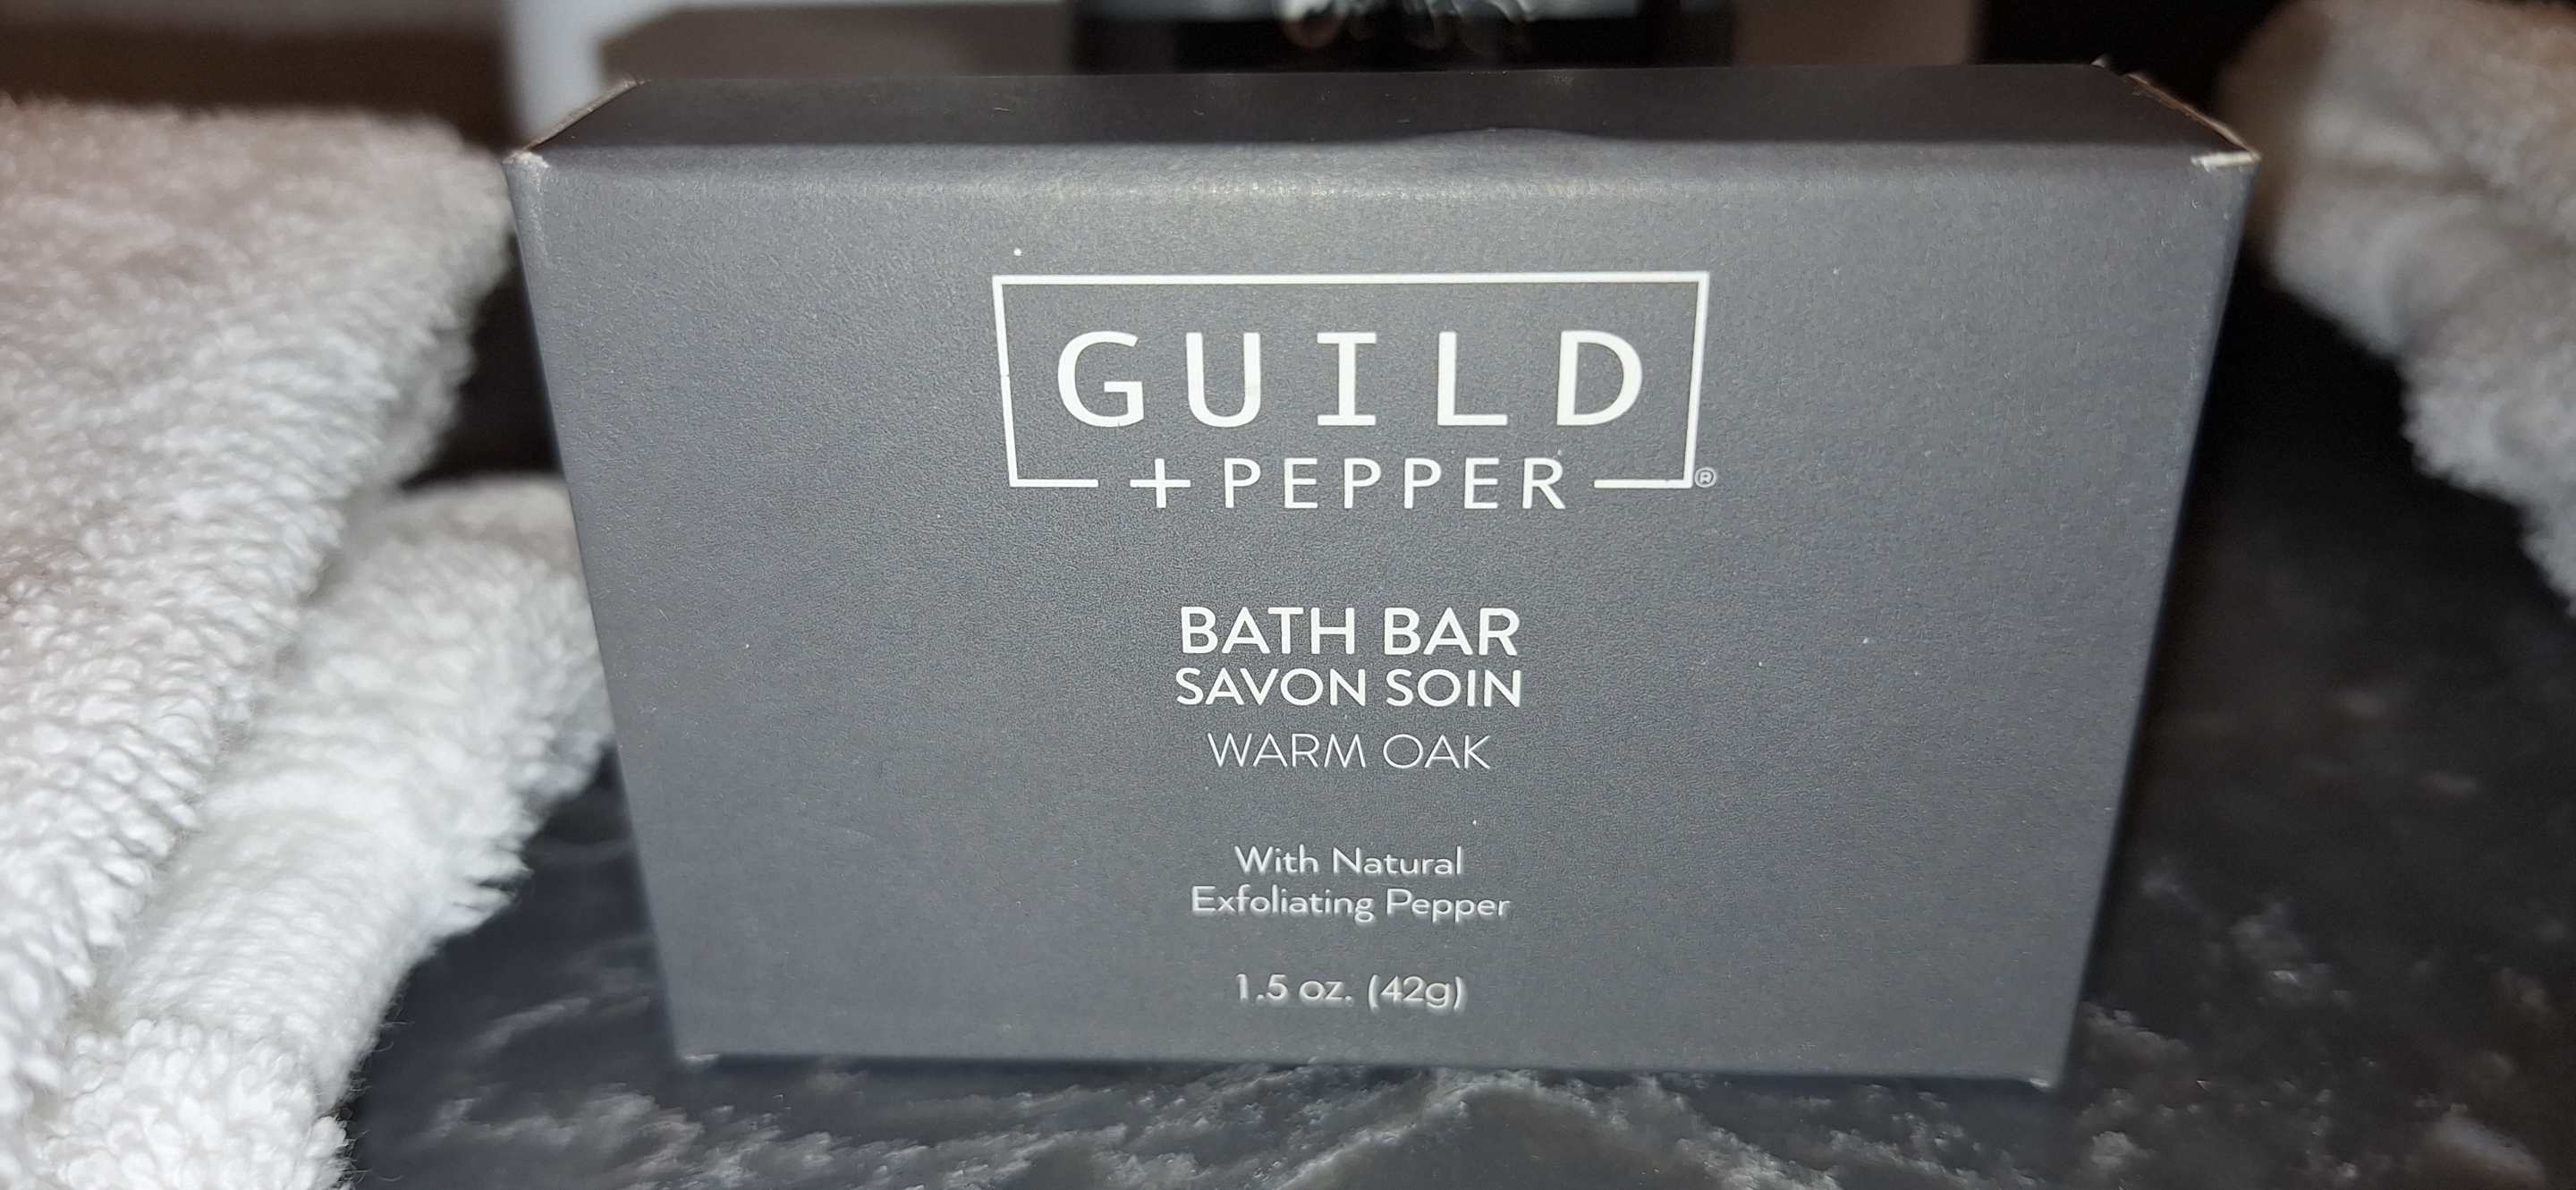 GUILD
+ PEPPER ®
BATH BAR
SAVON SOIN
WARM OAK
With Natural
Exfoliating Pepper
1.5 oz. (42g)